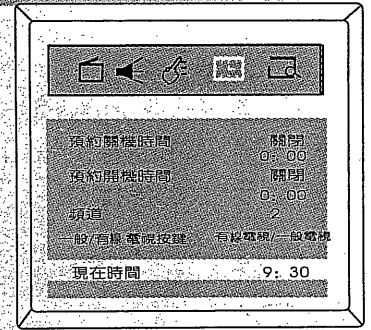 預約關機時間 關閉
0: 00
預約開機時間 關閉
0: 00
頻道 2
一般/有線電視按鍵 有線電視/一般電視
現在時間 9: 30